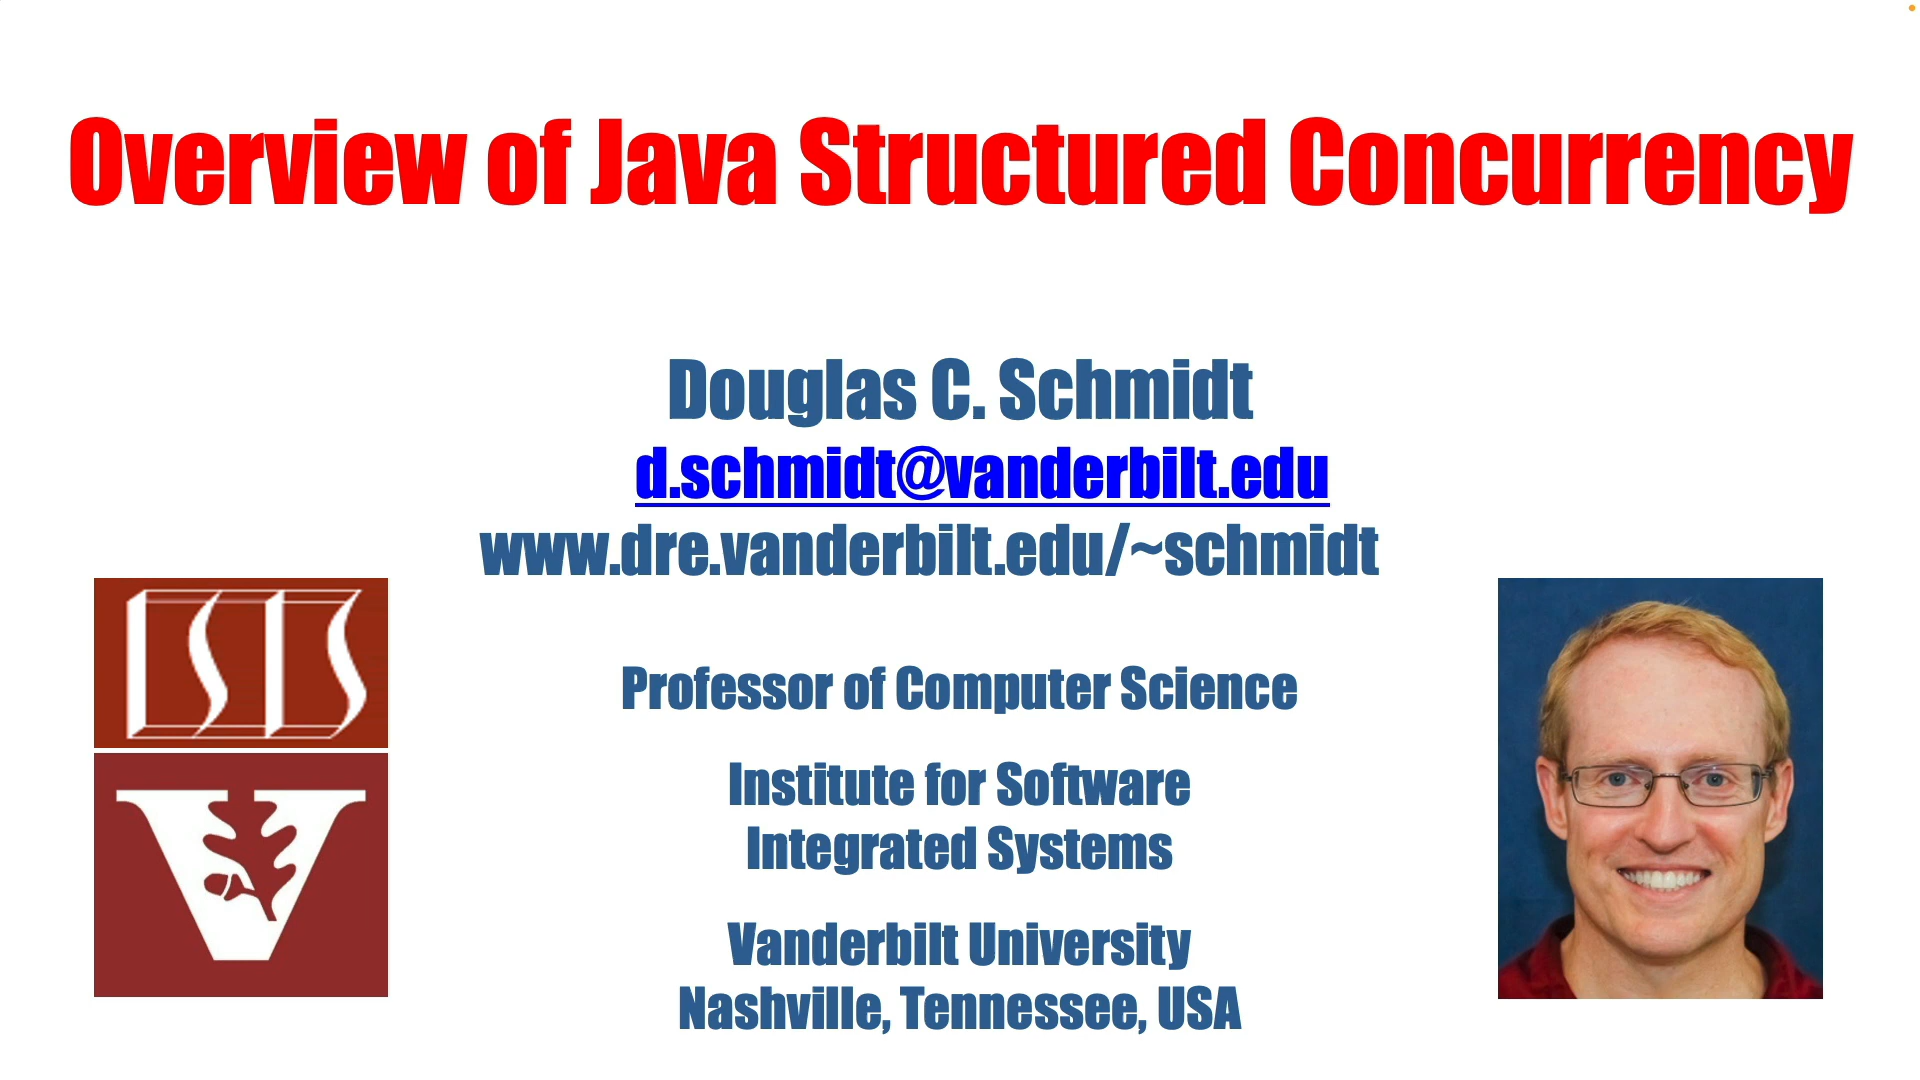 Overview of Java Structured Concurrency
Douglas C. Schmidt
d.schmidt@vanderbilt.edu
www.dre.vanderbilt.edu/~schmidt
Professor of Computer Science
Institute for Software
Integrated Systems
Vanderbilt University
Nashville, Tennessee, USA
ISIS
V